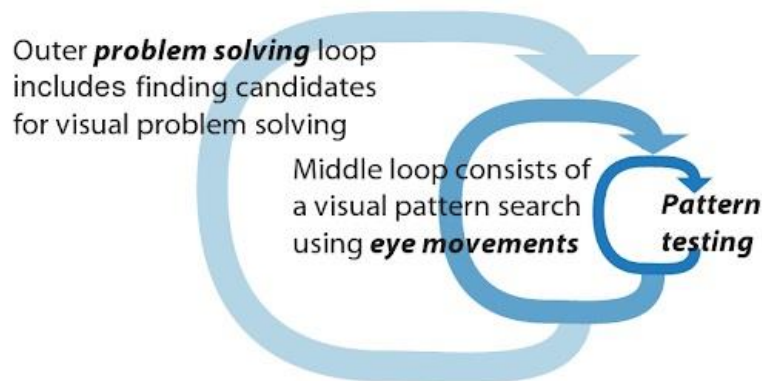 Outer problem solving loop
includes finding candidates
for visual problem solving
Middle loop consists of
a visual pattern search
using eye movements
Pattern
testing